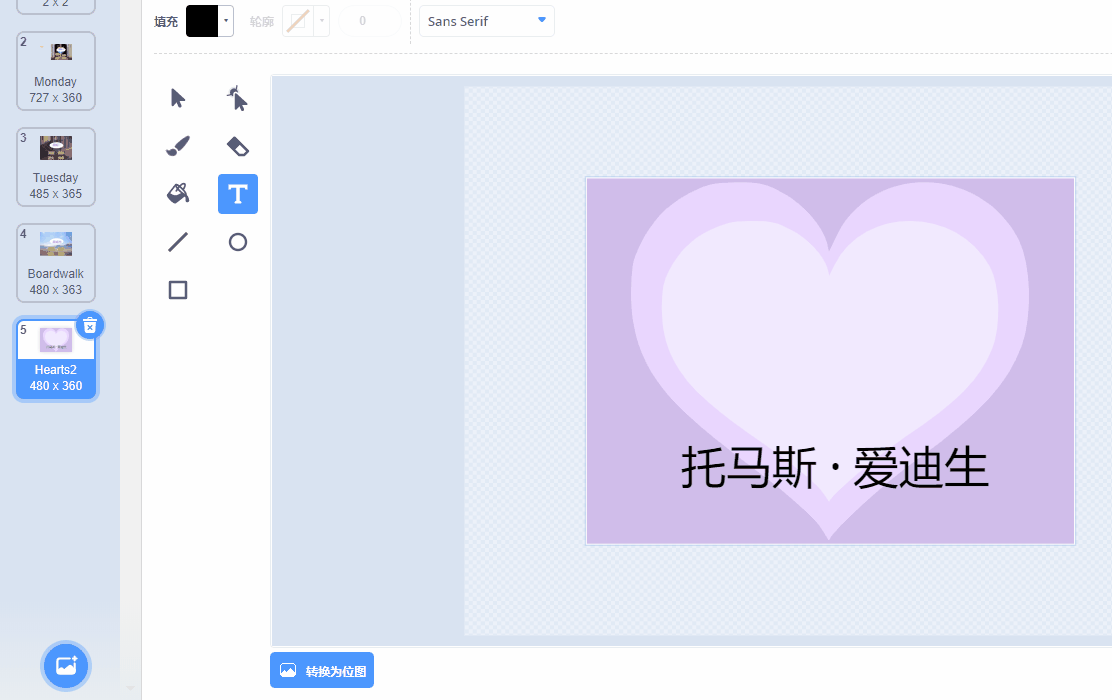 2 x 2
填充
轮廓
0
Sans Serif
2
Monday
727 x 360
3
Tuesday
485 x 365
4
Boardwalk
480 x 363
5
Hearts2
480 x 360
T
托马斯 · 爱迪生
转换为位图